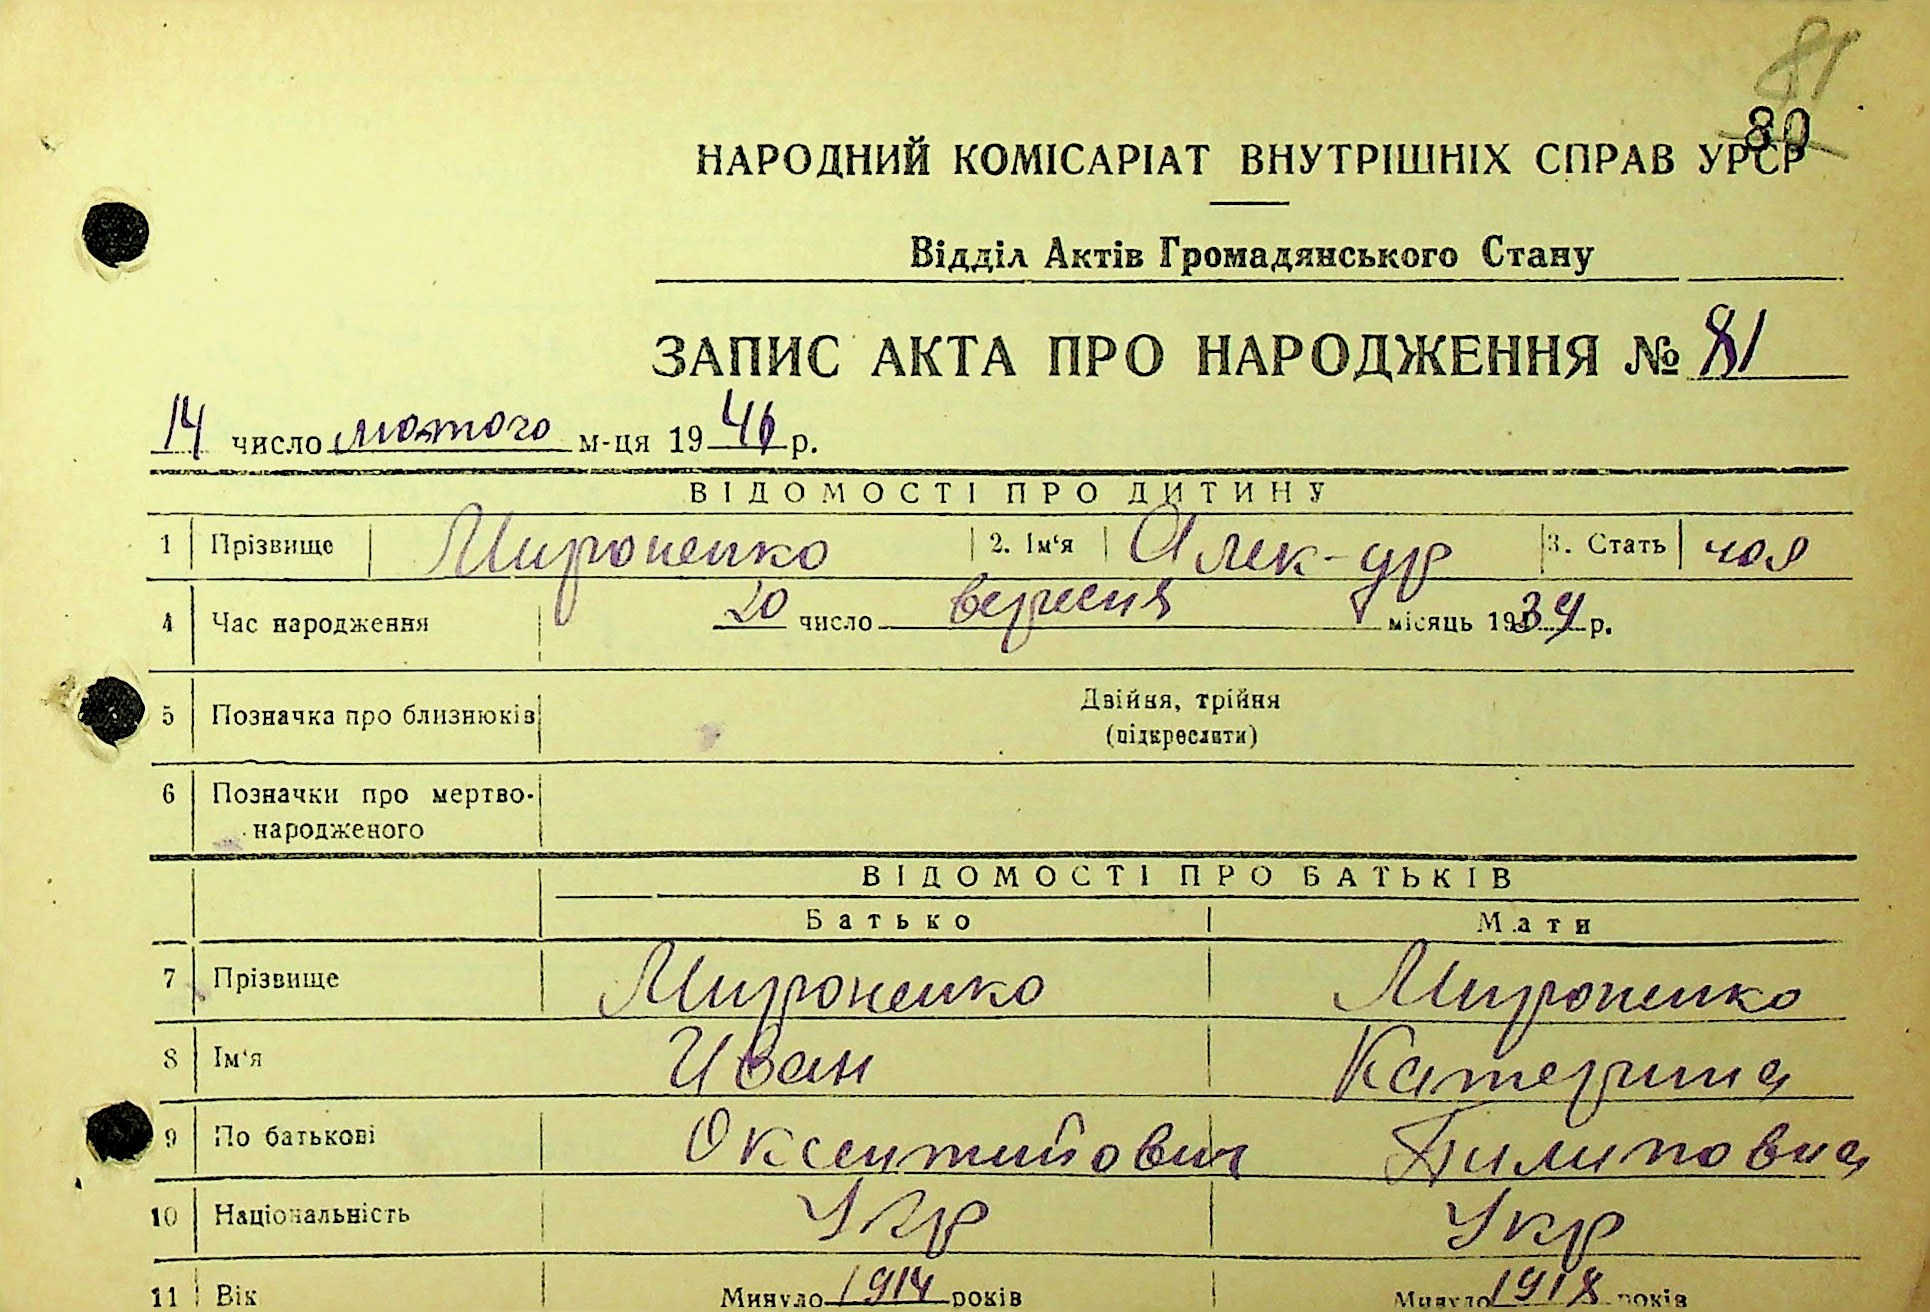 81
80
НАРОДНИЙ КОМІСАРІАТ ВНУТРІШНІХ СПРАВ УРСР
Відділ Актів Громадянського Стану
ЗАПИС АКТА ПРО НАРОДЖЕННЯ № 81
14 число лютого м-ця 1946 р.
ВІДОМОСТІ ПРО ДИТИНУ
1 Прізвище Мироненко 2. Ім‘я Алек-др 3. Стать чол
4 Час народження 20 число вересня місяць 1934 р.
5 Позначка про близнюків Двійня, трійня
(підкреслити)
6 Позначки про мертво-
народженого
ВІДОМОСТІ ПРО БАТЬКІВ
Батько Мати
7 Прізвище Мироненко Мироненко
8 Ім‘я Иван Катерина
9 По батькові Оксентийович Пилиповна
10 Національність Укр Укр
11 Вік Минуло 1914 років Минуло 1918 років